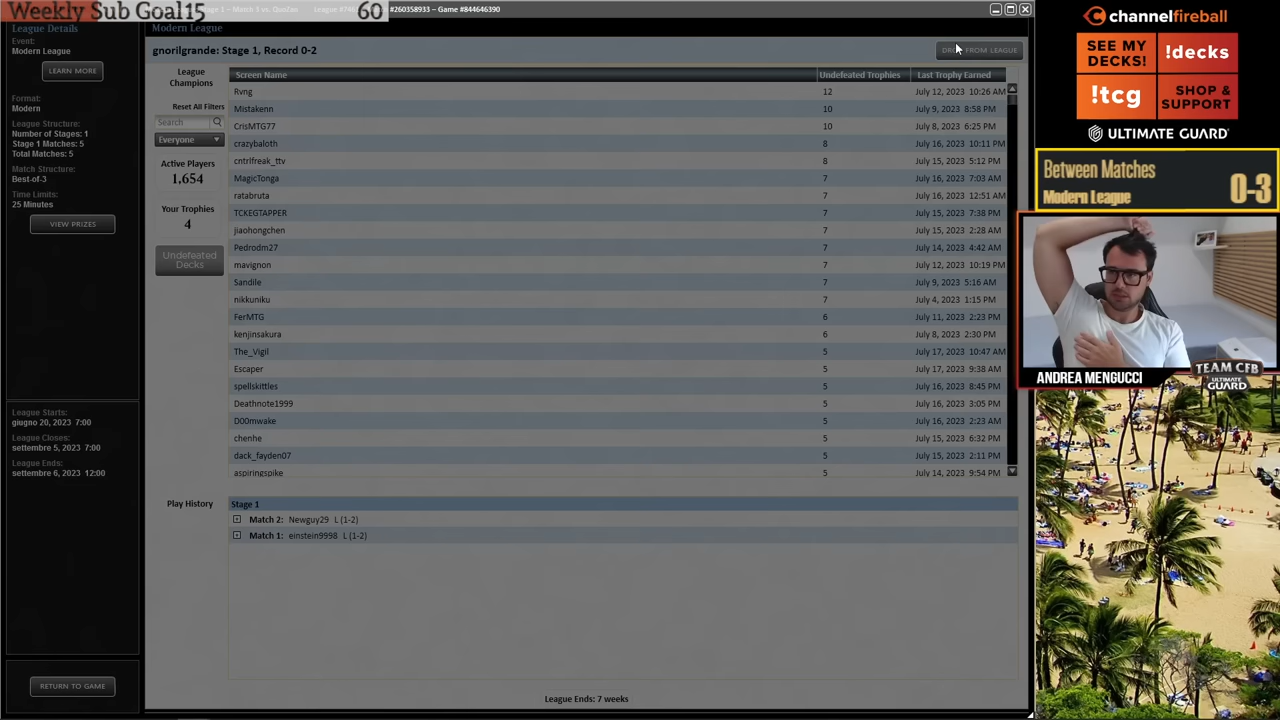 Weekly Sub Goal15 60
#260358933 - Game #844646390
League Details
Event:
Modern League
LEARN MORE
Format:
Modern
League Structure:
Number of Stages: 1
Stage 1 Matches: 5
Total Matches: 5
Match Structure:
Best-of-3
Time Limits:
25 Minutes
VIEW PRIZES
League Starts:
giugno 20, 2023 7:00
League Closes:
settembre 5, 2023 7:00
League Ends:
settembre 6, 2023 12:00
RETURN TO GAME
Modern League
gnorilgrande: Stage 1, Record 0-2
DROP FROM LEAGUE
League
Champions
Reset All Filters
Search
Everyone
Active Players
1,654
Your Trophies
4
Undefeated
Decks
Screen Name Undefeated Trophies Last Trophy Earned
Rvng 12 July 12, 2023 10:26 AM
Mistakenn 10 July 9, 2023 8:58 PM
CrisMTG77 10 July 8, 2023 6:25 PM
crazybaloth 8 July 16, 2023 10:11 PM
cntrlfreak_ttv 8 July 15, 2023 5:12 PM
MagicTonga 7 July 16, 2023 7:03 AM
ratabruta 7 July 16, 2023 12:51 AM
TCKEGTAPPER 7 July 15, 2023 7:38 PM
jiaohongchen 7 July 15, 2023 2:28 AM
Pedrodm27 7 July 14, 2023 4:42 AM
mavignon 7 July 12, 2023 10:19 PM
Sandile 7 July 9, 2023 5:16 AM
nikkuniku 7 July 4, 2023 1:15 PM
FerMTG 6 July 11, 2023 2:23 PM
kenjinsakura 6 July 8, 2023 2:30 PM
The_Vigil 5 July 17, 2023 10:47 AM
Escaper 5 July 17, 2023 9:38 AM
spellskittles 5 July 16, 2023 8:45 PM
Deathnote1999 5 July 16, 2023 3:05 PM
D00mwake 5 July 16, 2023 2:23 AM
chenhe 5 July 15, 2023 6:32 PM
dack_fayden07 5 July 15, 2023 2:11 PM
aspiringspike 5 July 14, 2023 9:54 PM
Play History
Stage 1
Match 2: Newguy29 L (1-2)
Match 1: einstein9998 L (1-2)
League Ends: 7 weeks
channelfireball
SEE MY
DECKS!
!decks
!tcg
SHOP &
SUPPORT
ULTIMATE GUARD
Between Matches
Modern League
0-3
ANDREA MENGUCCI
TEAM CFB
ULTIMATE
GUARD